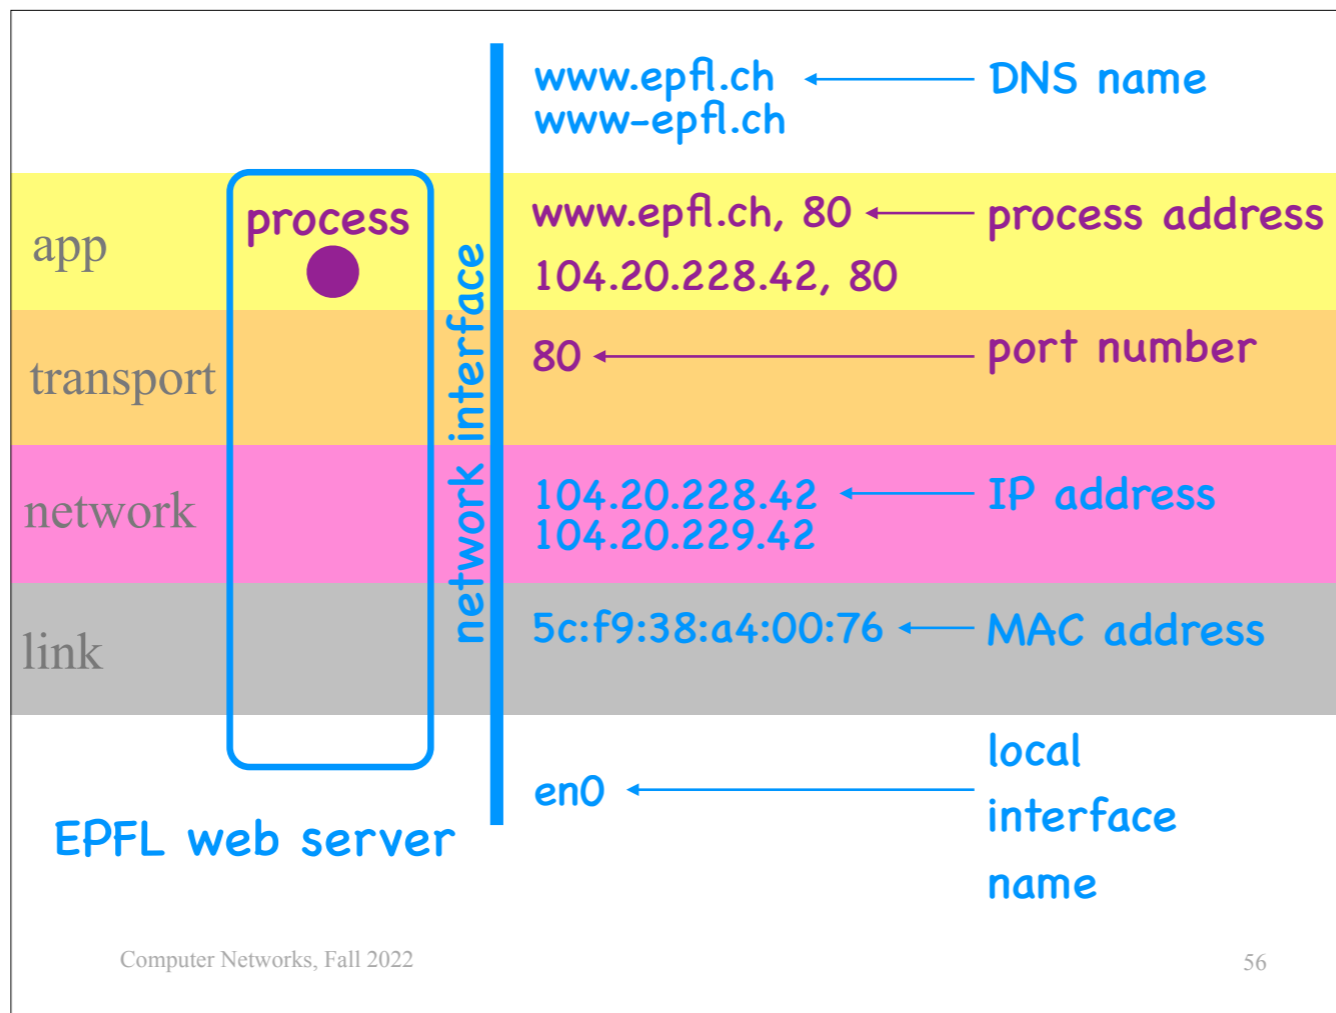 www.epfl.ch
DNS name
www-epfl.ch
app
process
www.epfl.ch, 80
process address
104.20.228.42, 80
transport
80
port number
network interface
network
104.20.228.42
IP address
104.20.229.42
link
5c:f9:38:a4:00:76
MAC address
en0
local
interface
name
EPFL web server
Computer Networks, Fall 2022
56